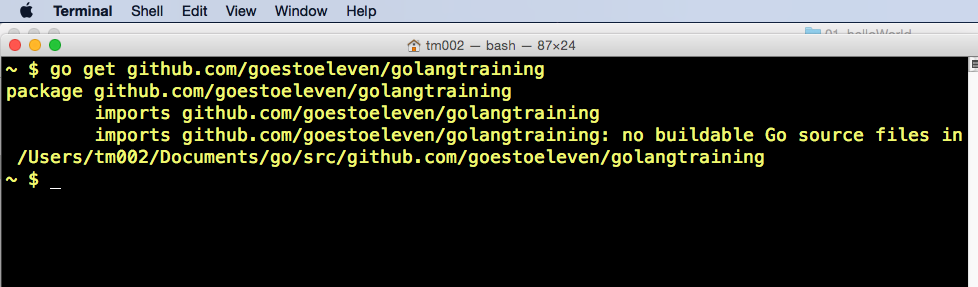 Terminal Shell Edit View Window Help
01_helloWorld
tm002 — bash — 87×24
~ $ go get github.com/goestoeleven/golangtraining
package github.com/goestoeleven/golangtraining
imports github.com/goestoeleven/golangtraining
imports github.com/goestoeleven/golangtraining: no buildable Go source files in
/Users/tm002/Documents/go/src/github.com/goestoeleven/golangtraining
~ $ _